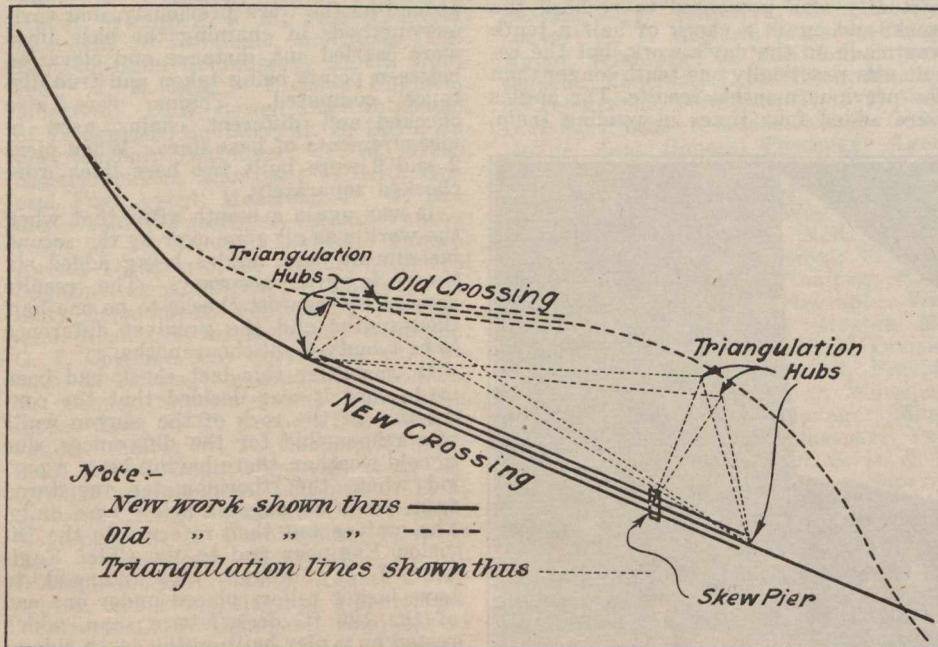 Triangulation
Hubs
Old Crossing
Triangulation
Hubs
NEW CROSSING
Note:-
New work shown thus
Old „ „
Triangulation lines shown thus
Skew Pier